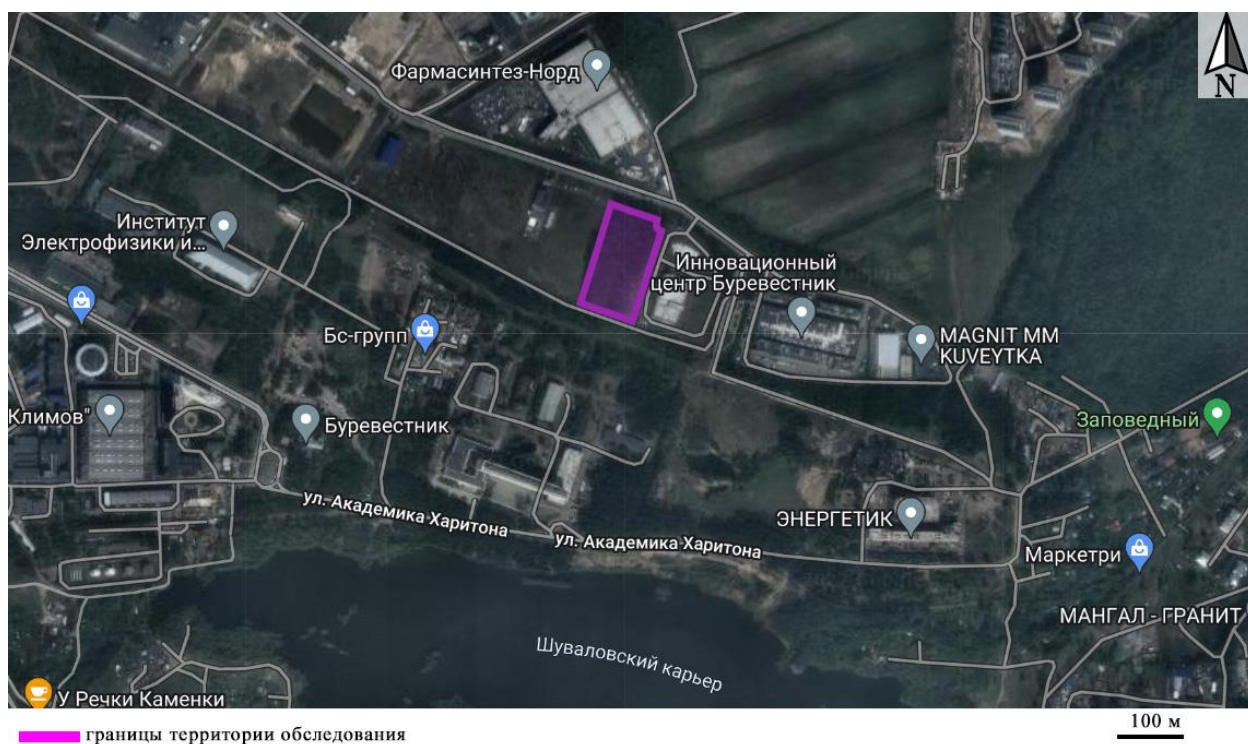 Фармасинтез-Норд
N
Институт
Электрофизики и...
Инновационный
центр Буревестник
Бс-групп
MAGNIT MM
KUVEYTKA
Климов"
Буревестник
Заповедный
ул. Академика Харитона
ЭНЕРГЕТИК
ул. Академика Харитона
Маркетри
МАНГАЛ - ГРАНИТ
Шуваловский карьер
У Речки Каменки
100 м
границы территории обследования